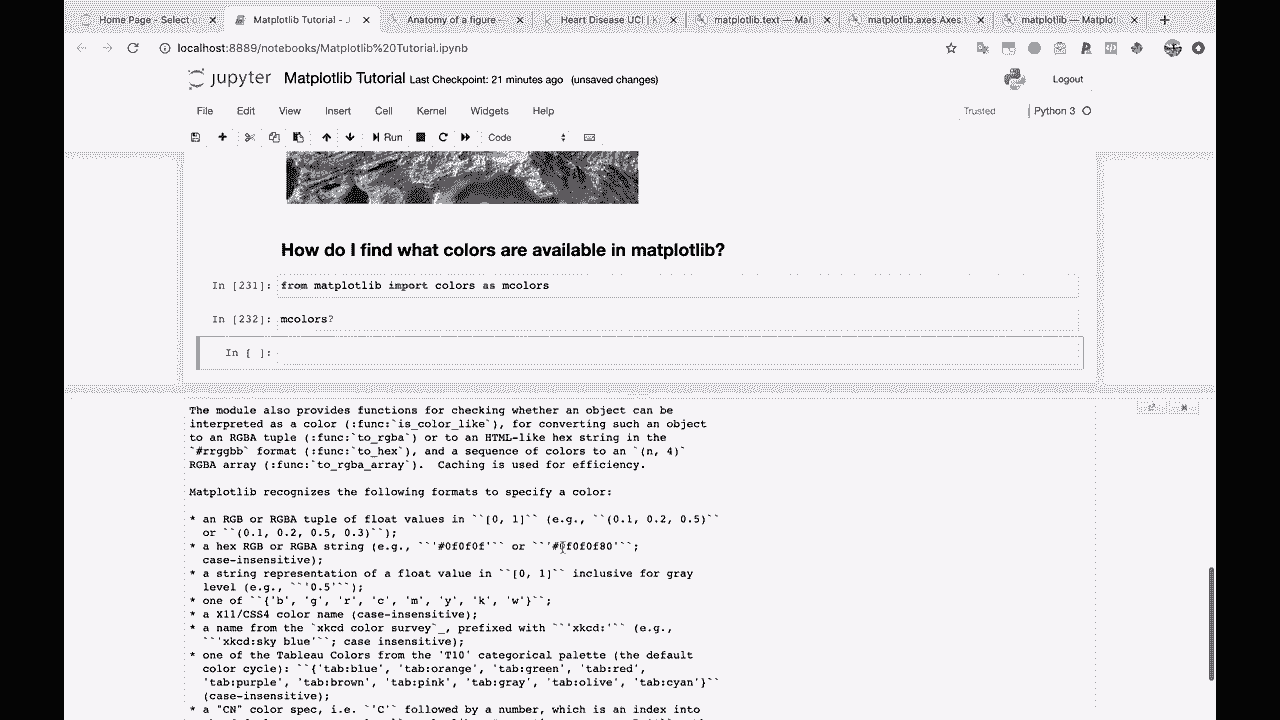 Home Page - Select o
Matplotlib Tutorial - J
Anatomy of a figure
Heart Disease UCI | K
matplotlib.text — Mat
matplotlib.axes Axes
matplotlib — Matplot
localhost:8889/notebooks/Matplotlib%20Tutorial.ipynb
jupyter Matplotlib Tutorial Last Checkpoint: 21 minutes ago (unsaved changes)
Logout
File Edit View Insert Cell Kernel Widgets Help
Trusted
Python 3
Run
Code
How do I find what colors are available in matplotlib?
In [231]: from matplotlib import colors as mcolors
In [232]: mcolors?
In [ ]:
The module also provides functions for checking whether an object can be
interpreted as a color (:func:`is_color_like`), for converting such an object
to an RGBA tuple (:func:`to_rgba`) or to an HTML-like hex string in the
`#rrggbb` format (:func:`to_hex`), and a sequence of colors to an `(n, 4)`
RGBA array (:func:`to_rgba_array`). Caching is used for efficiency.
Matplotlib recognizes the following formats to specify a color:
* an RGB or RGBA tuple of float values in ``[0, 1]`` (e.g., ``(0.1, 0.2, 0.5)``
or ``(0.1, 0.2, 0.5, 0.3)``);
* a hex RGB or RGBA string (e.g., ``'#0f0f0f'`` or ``'#0f0f0f80'``;
case-insensitive);
* a string representation of a float value in ``[0, 1]`` inclusive for gray
level (e.g., ``'0.5'``);
* one of ``{'b', 'g', 'r', 'c', 'm', 'y', 'k', 'w'}``;
* a X11/CSS4 color name (case-insensitive);
* a name from the `xkcd color survey`_, prefixed with ``'xkcd:'`` (e.g.,
``'xkcd:sky blue'``; case insensitive);
* one of the Tableau Colors from the 'T10' categorical palette (the default
color cycle): ``{'tab:blue', 'tab:orange', 'tab:green', 'tab:red',
'tab:purple', 'tab:brown', 'tab:pink', 'tab:gray', 'tab:olive', 'tab:cyan'}``
(case-insensitive);
* a "CN" color spec, i.e. `'C'` followed by a number, which is an index into